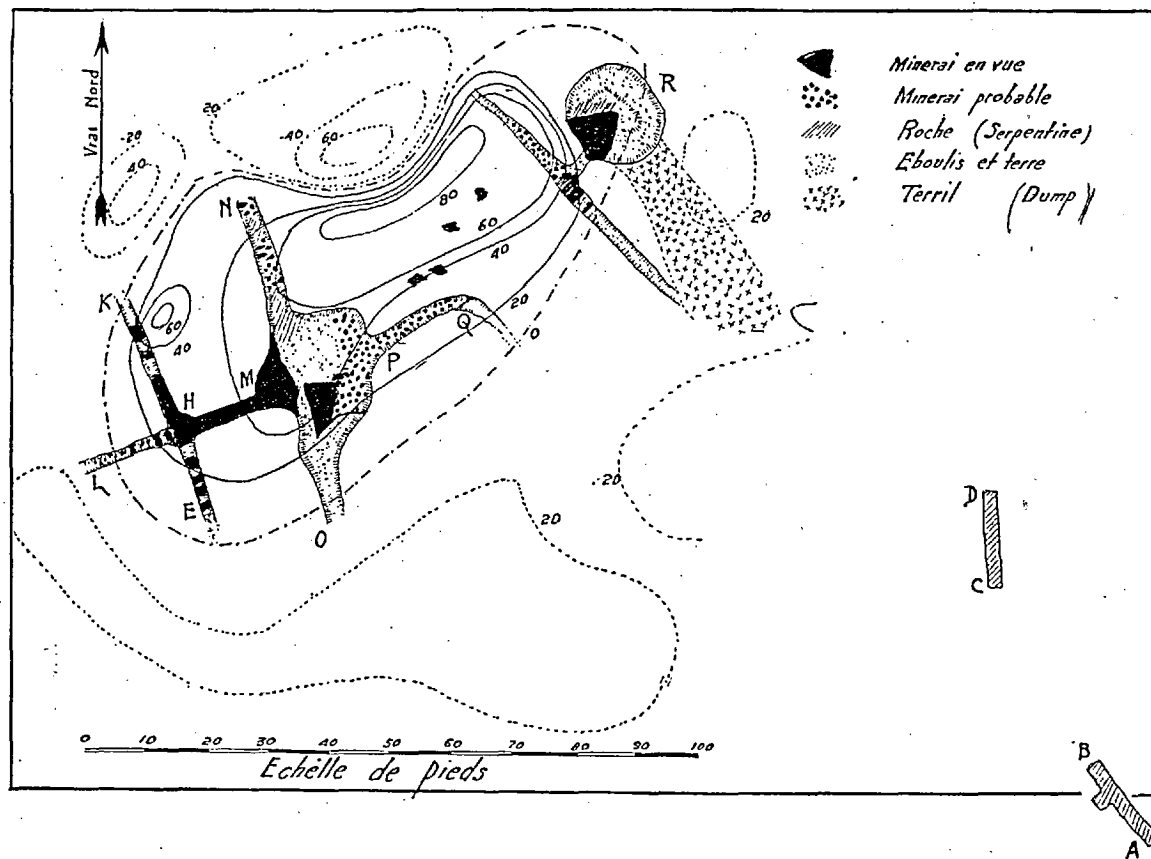 Vrai Nord
Minerai en vue
Minerai probable
Roche (Serpentine)
Eboulis et terre
Terril (Dump)
R
-20
40
20
-40
60
N
80
60
40
20
20
K
60
40
M
H
P
Q
0
L
E
O
20
-20
D
C
0 10 20 30 40 50 60 70 80 90 100
Echèlle de pieds
B
A